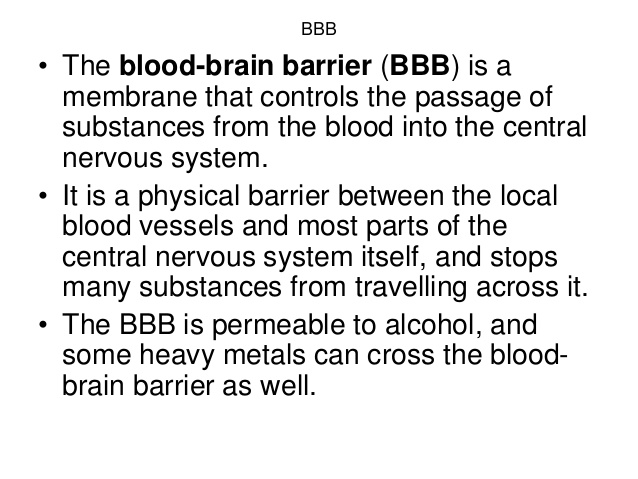 BBB
• The blood-brain barrier (BBB) is a
membrane that controls the passage of
substances from the blood into the central
nervous system.
• It is a physical barrier between the local
blood vessels and most parts of the
central nervous system itself, and stops
many substances from travelling across it.
• The BBB is permeable to alcohol, and
some heavy metals can cross the blood-
brain barrier as well.